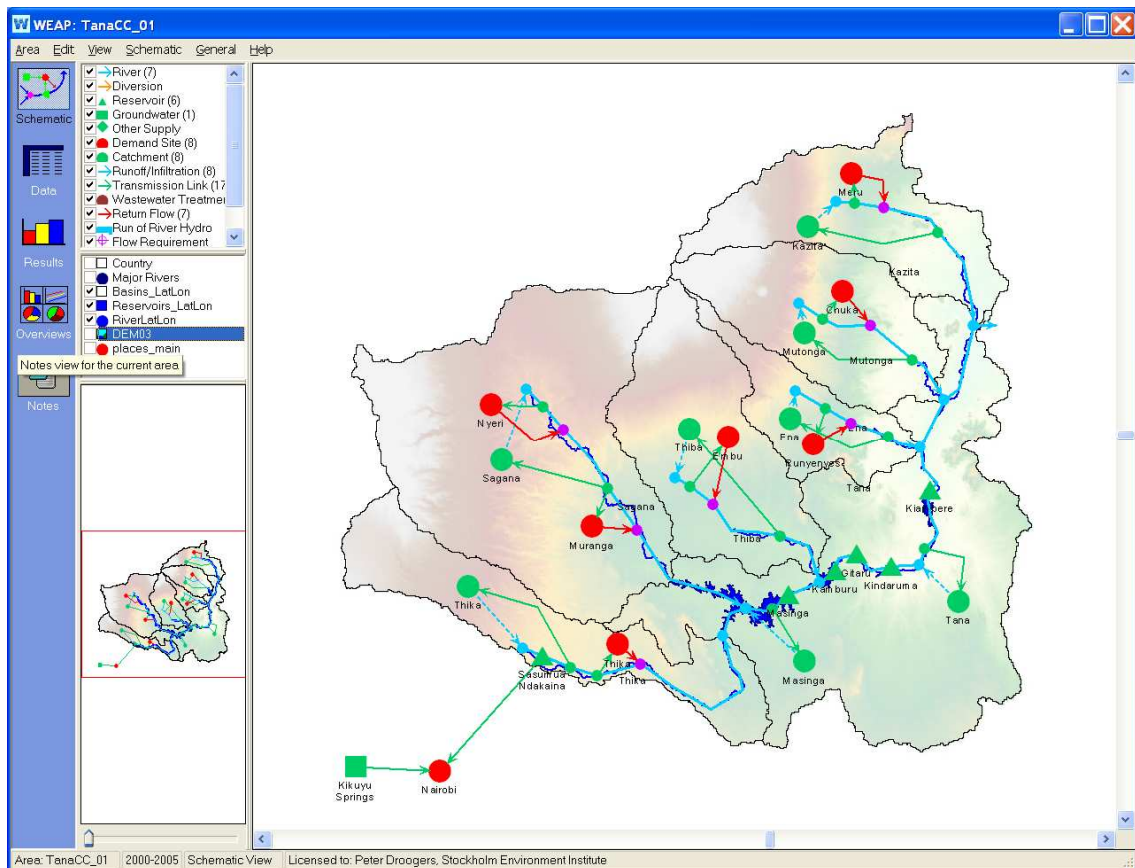 WEAP: TanaCC_01
Area Edit View Schematic General Help
Schematic
Data
Results
Overviews
Notes
River (7)
Diversion
Reservoir (6)
Groundwater (1)
Other Supply
Demand Site (8)
Catchment (8)
Runoff/Infiltration (8)
Transmission Link (17
Wastewater Treatmer
Return Flow (7)
Run of River Hydro
Flow Requirement
Country
Major Rivers
Basins_LatLon
Reservoirs_LatLon
RiverLatLon
DEM03
places_main
Notes view for the current area
Meru
Kazita
Kazita
Chuka
Mutonga
Mutonga
Nyeri
Ena
Ena
Thiba
Embu
Runyenyes
Sagana
Tana
Sagana
Kiambere
Muranga
Thiba
Gitaru
Kindaruma
Kamburu
Thika
Masinga
Tana
Thika
Sasumua
Ndakaina
Thika
Masinga
Kikuyu
Springs
Nairobi
Area: TanaCC_01 2000-2005 Schematic View Licensed to: Peter Droogers, Stockholm Environment Institute